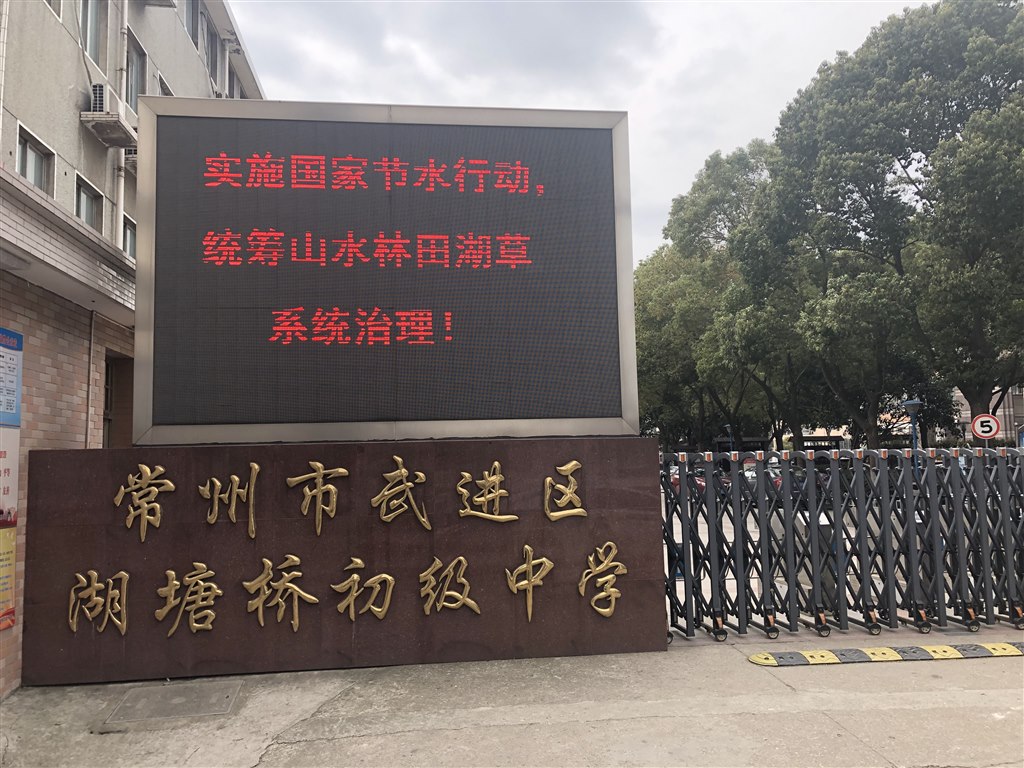 实施国家节水行动,
统筹山水林田湖草
系统治理!
常州市武进区
湖塘桥初级中学
5